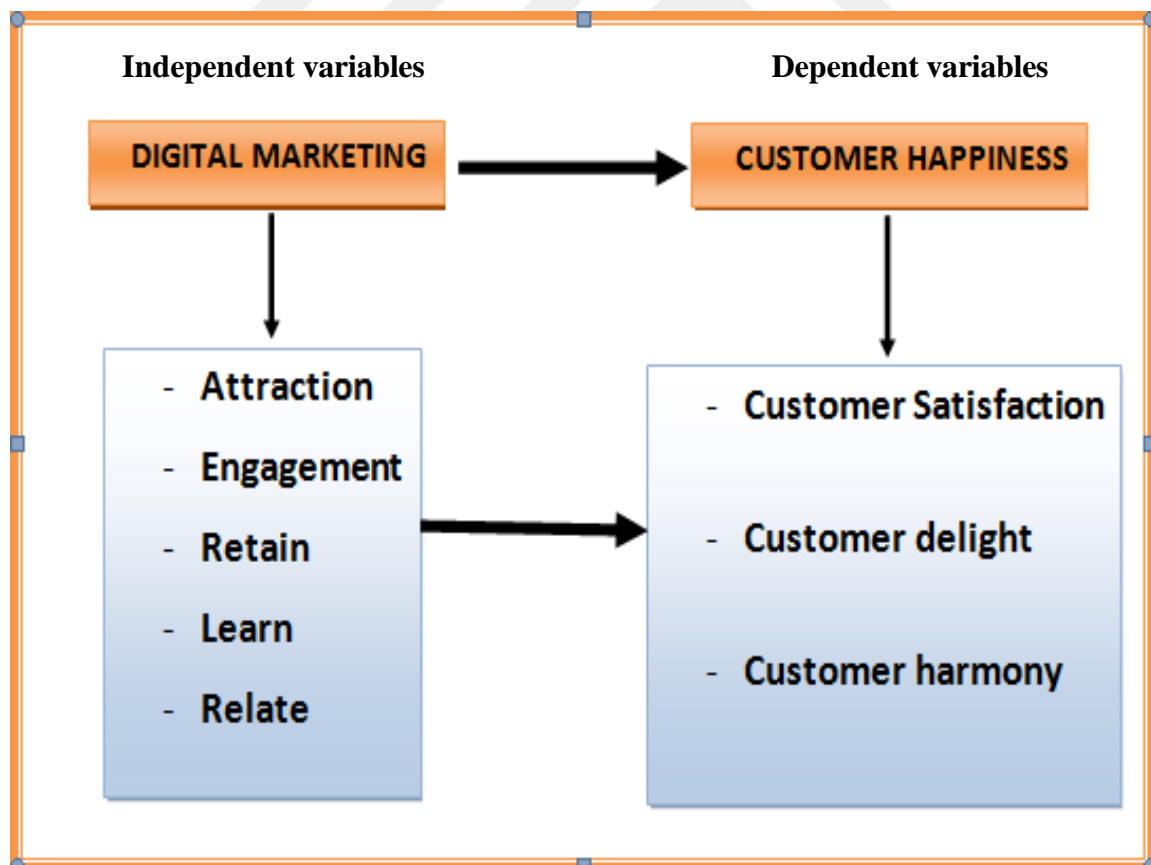 Independent variables
Dependent variables
DIGITAL MARKETING
CUSTOMER HAPPINESS
- Attraction
- Engagement
- Retain
- Learn
- Relate
- Customer Satisfaction
- Customer delight
- Customer harmony